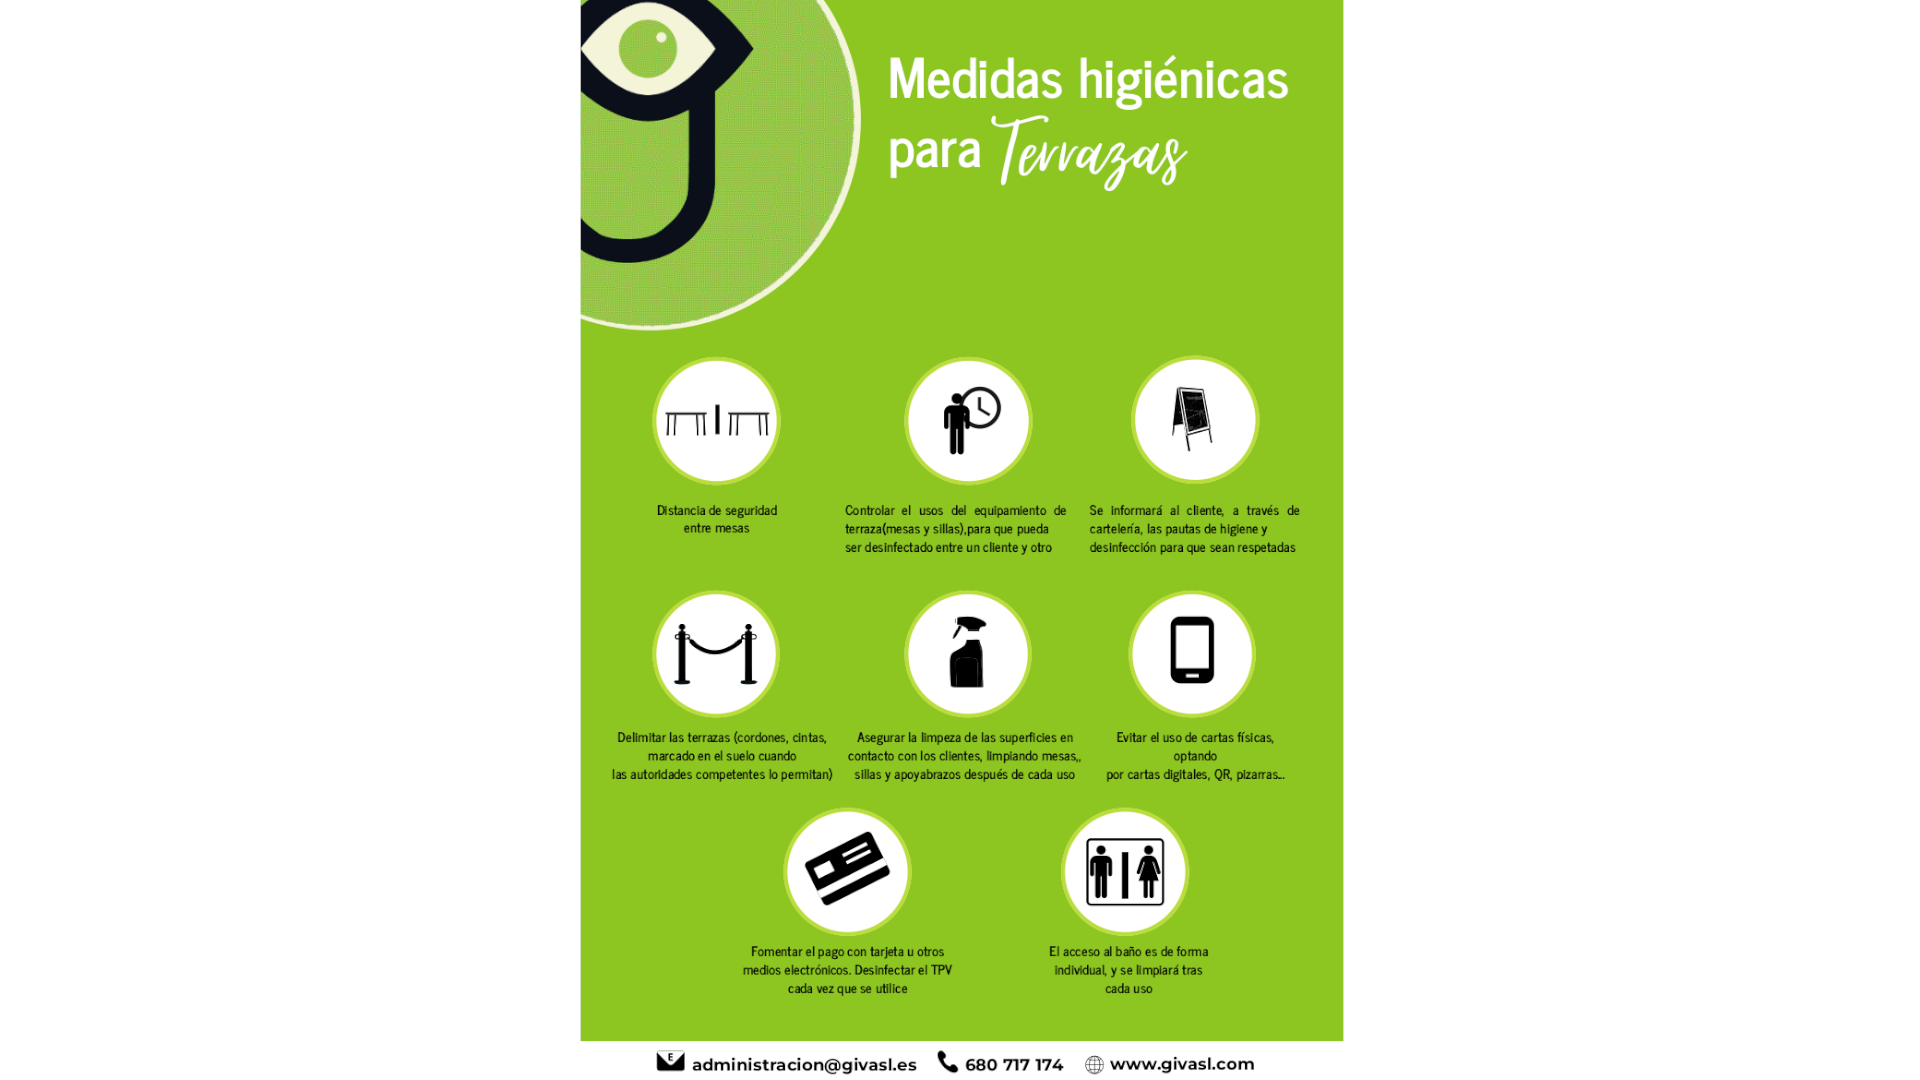 Medidas higiénicas
para Terrazas
Distancia de seguridad
entre mesas
Controlar el usos del equipamiento de
terraza(mesas y sillas),para que pueda
ser desinfectado entre un cliente y otro
Se informará al cliente, a través de
cartelería, las pautas de higiene y
desinfección para que sean respetadas
Delimitar las terrazas (cordones, cintas,
marcado en el suelo cuando
las autoridades competentes lo permitan)
Asegurar la limpeza de las superficies en
contacto con los clientes, limpiando mesas,,
sillas y apoyabrazos después de cada uso
Evitar el uso de cartas físicas,
optando
por cartas digitales, QR, pizarras...
Fomentar el pago con tarjeta u otros
medios electrónicos. Desinfectar el TPV
cada vez que se utilice
El acceso al baño es de forma
individual, y se limpiará tras
cada uso
E administracion@givasl.es 680 717 174 www.givasl.com